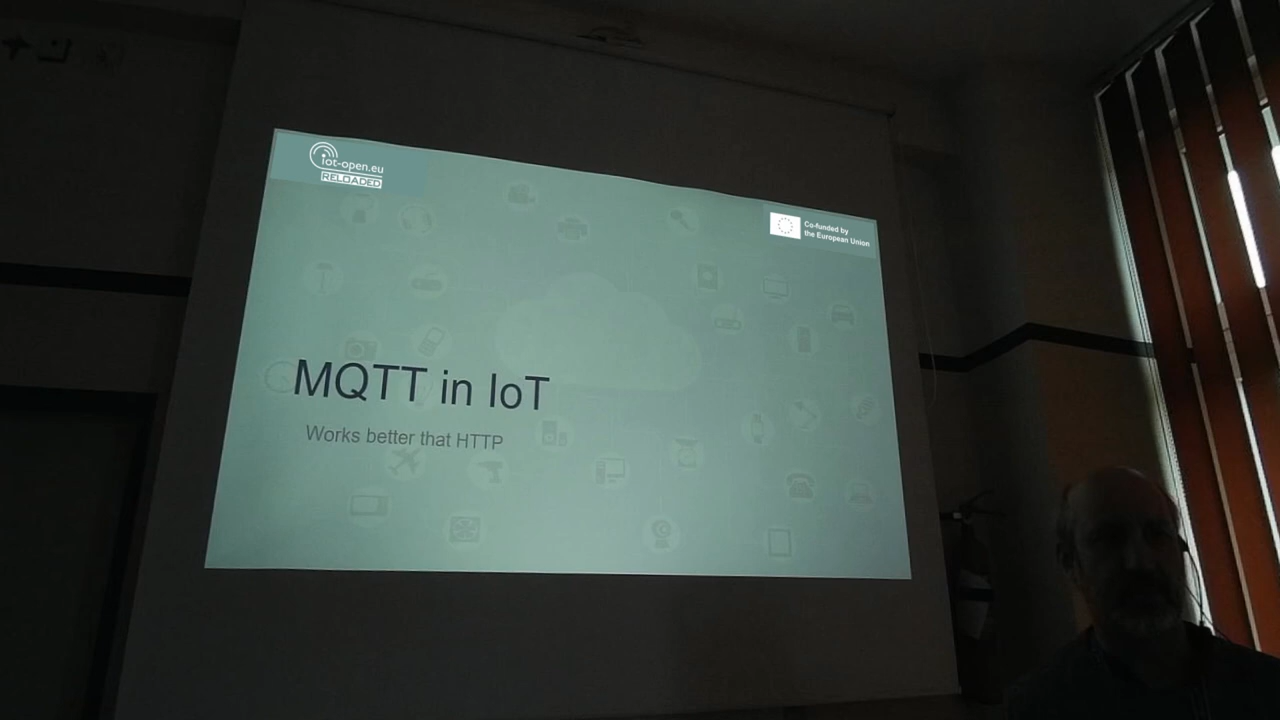 iot-open.eu
RELOADED
Co-funded by
the European Union
MQTT in IoT
Works better that HTTP